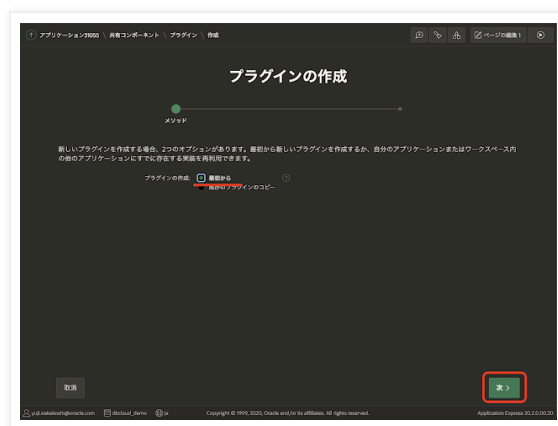 アプリケーション31055 \ 共有コンポーネント \ プラグイン \ 作成
ページの編集 1
プラグインの作成
メソッド
新しいプラグインを作成する場合、2つのオプションがあります。最初から新しいプラグインを作成するか、自分のアプリケーションまたはワークスペース内
の他のアプリケーションにすでに存在する実装を再利用できます。
プラグインの作成: 最初から
既存のプラグインのコピー
取消
次 >
dbcloud_demo ja Copyright © 1999, 2020, Oracle and/or its affiliates. All rights reserved. Application Express 20.2.0.00.20